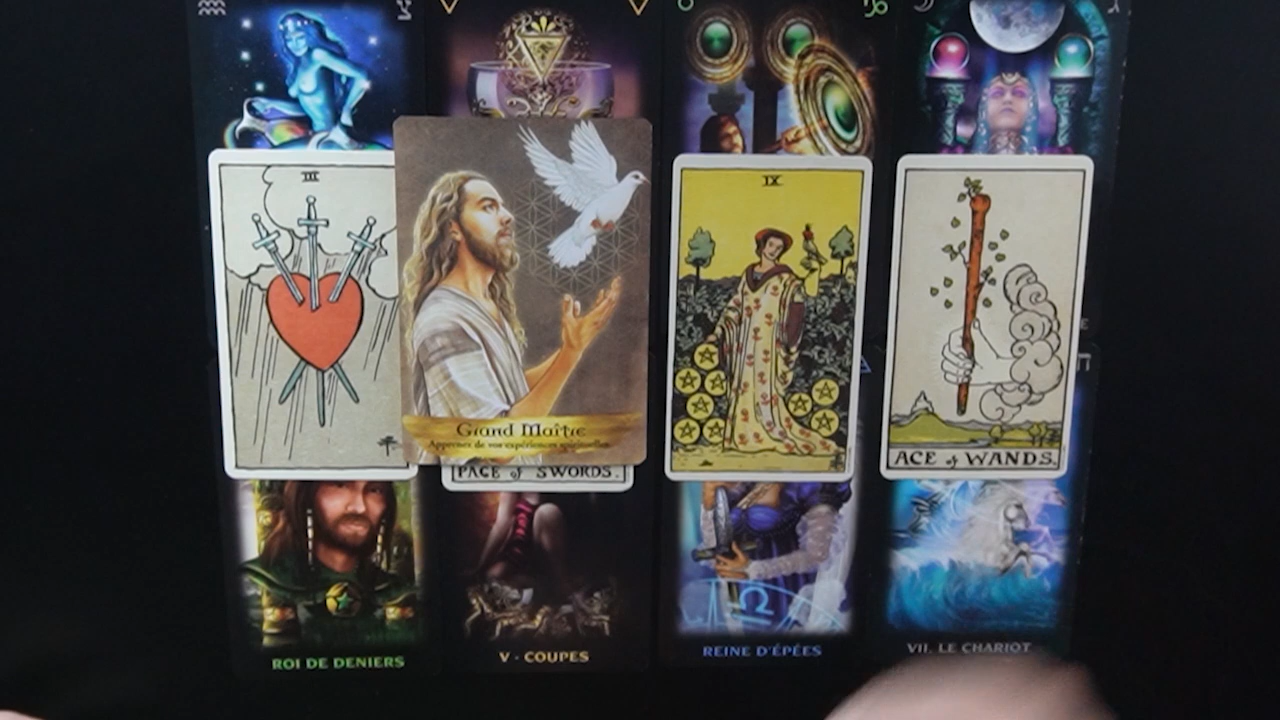 III
IX
Grand Maître
Apprenez de vos expériences spirituelles
PAGE of SWORDS.
ACE of WANDS.
ROI DE DENIERS
V - COUPES
REINE D'ÉPÉES
VII. LE CHARIOT